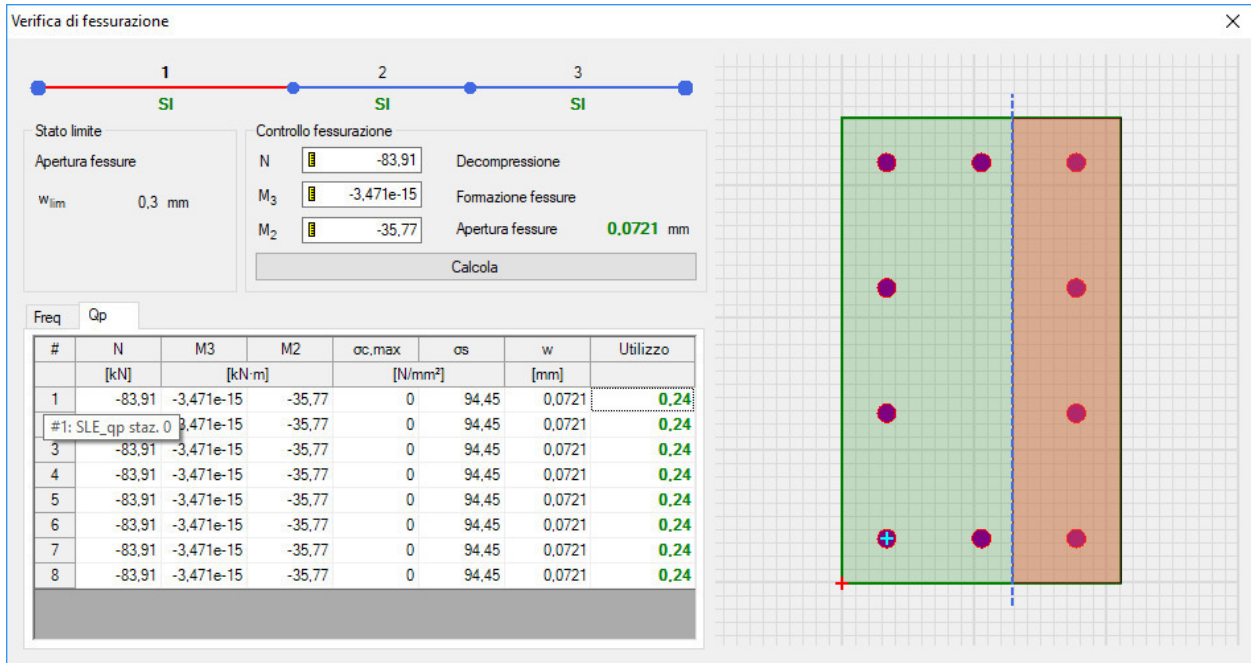 Verifica di fessurazione
1 2 3
SI SI SI
Stato limite
Apertura fessure
wlim 0,3 mm
Controllo fessurazione
N -83,91 Decompressione
M3 -3,471e-15 Formazione fessure
M2 -35,77 Apertura fessure 0,0721 mm
Calcola
Freq Qp
# N M3 M2 σc,max σs w Utilizzo
[kN] [kN·m] [N/mm²] [mm]
1 -83,91 -3,471e-15 -35,77 0 94,45 0,0721 0,24
#1: SLE_qp staz. 0 3,471e-15 -35,77 0 94,45 0,0721 0,24
3 -83,91 -3,471e-15 -35,77 0 94,45 0,0721 0,24
4 -83,91 -3,471e-15 -35,77 0 94,45 0,0721 0,24
5 -83,91 -3,471e-15 -35,77 0 94,45 0,0721 0,24
6 -83,91 -3,471e-15 -35,77 0 94,45 0,0721 0,24
7 -83,91 -3,471e-15 -35,77 0 94,45 0,0721 0,24
8 -83,91 -3,471e-15 -35,77 0 94,45 0,0721 0,24